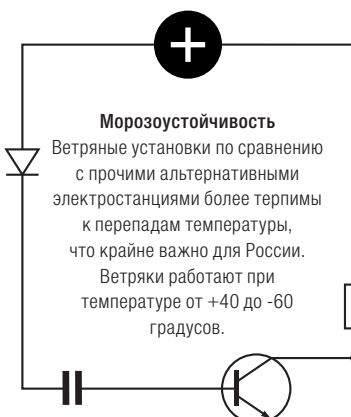 Морозоустойчивость
Ветряные установки по сравнению
с прочими альтернативными
электростанциями более терпимы
к перепадам температуры,
что крайне важно для России.
Ветряки работают при
температуре от +40 до -60
градусов.